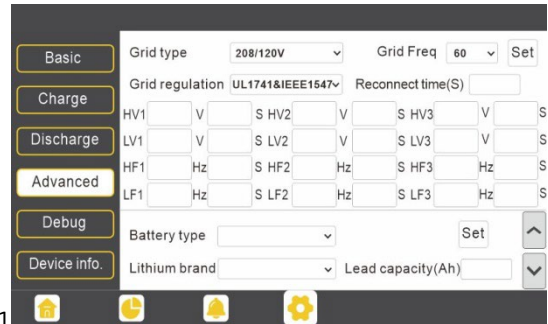 Basic
Charge
Discharge
Advanced
Debug
Device info.
Grid type 208/120V Grid Freq 60 Set
Grid regulation UL1741&IEEE1547 Reconnect time(S)
HV1 V S HV2 V S HV3 V S
LV1 V S LV2 V S LV3 V S
HF1 Hz S HF2 Hz S HF3 Hz S
LF1 Hz S LF2 Hz S LF3 Hz S
Battery type Set
Lithium brand Lead capacity(Ah)
1